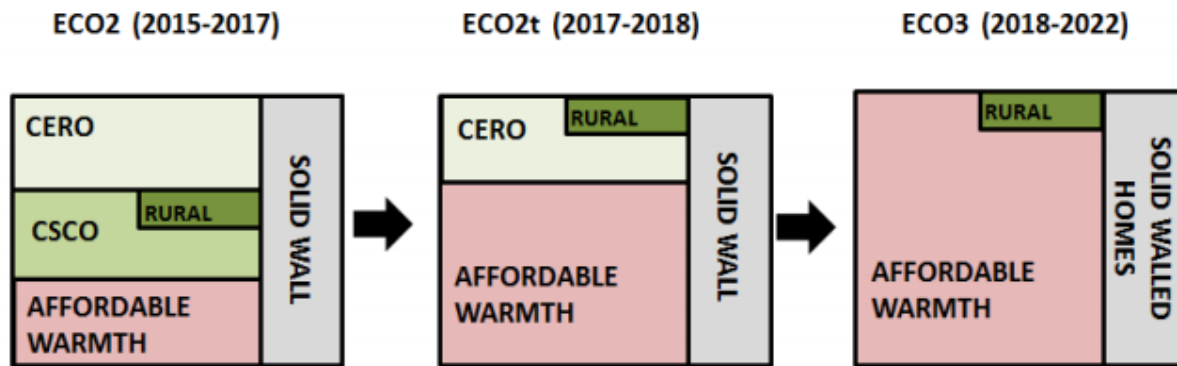 ECO2 (2015-2017)
CERO
CSCO
RURAL
AFFORDABLE
WARMTH
SOLID WALL
ECO2t (2017-2018)
CERO
RURAL
AFFORDABLE
WARMTH
SOLID WALL
ECO3 (2018-2022)
RURAL
AFFORDABLE
WARMTH
SOLID WALLED
HOMES